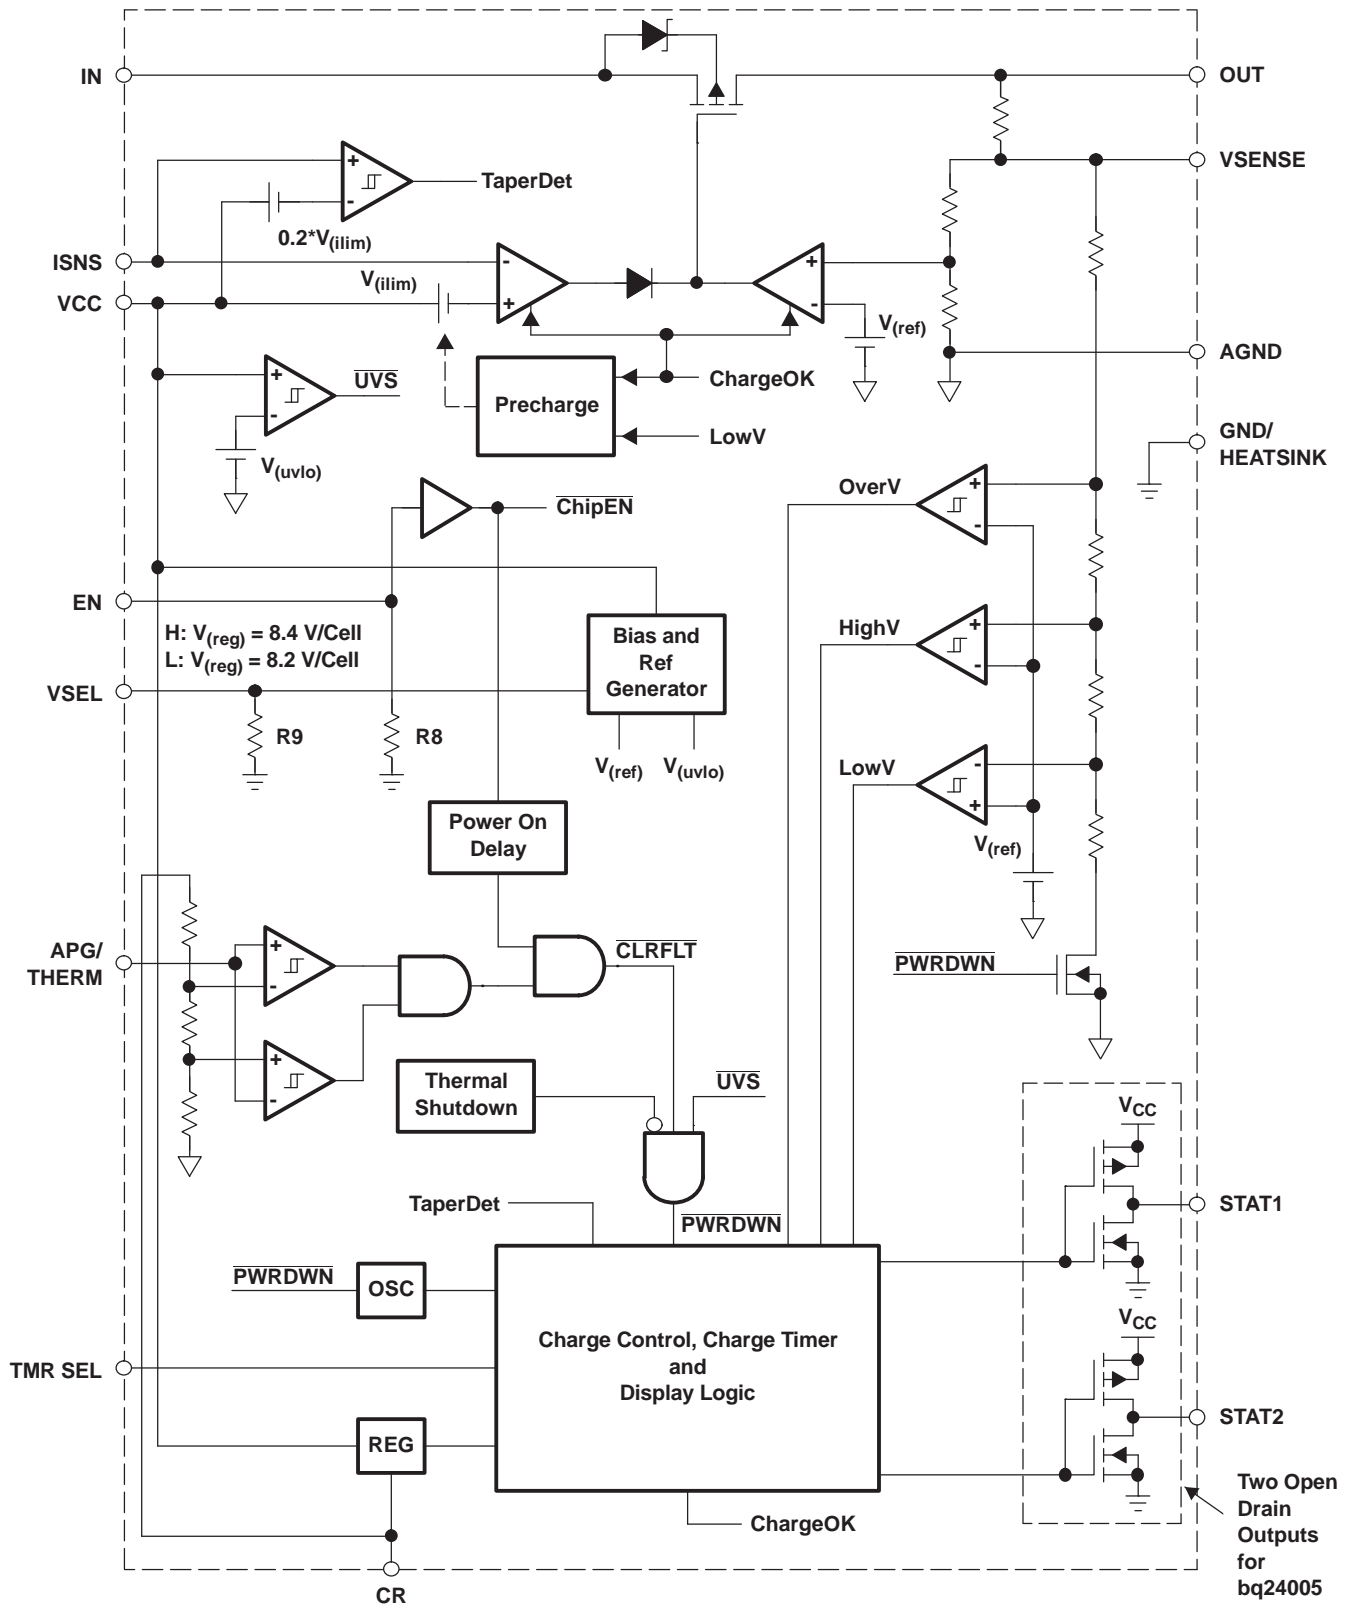 IN
OUT
VSENSE
+
-
TaperDet
0.2*V(ilim)
ISNS
V(ilim)
-
+
+
-
VCC
V(ref)
AGND
UVS
+
-
V(uvlo)
Precharge
ChargeOK
LowV
GND/
HEATSINK
OverV
+
-
ChipEN
EN
H: V(reg) = 8.4 V/Cell
L: V(reg) = 8.2 V/Cell
Bias and
Ref
Generator
HighV
+
-
VSEL
R9
R8
V(ref)
V(uvlo)
LowV
-
+
V(ref)
Power On
Delay
APG/
THERM
+
-
CLRFLT
PWRDWN
+
-
Thermal
Shutdown
UVS
VCC
STAT1
TaperDet
PWRDWN
PWRDWN
OSC
Charge Control, Charge Timer
and
Display Logic
VCC
TMR SEL
STAT2
REG
Two Open
Drain
Outputs
for
bq24005
ChargeOK
CR